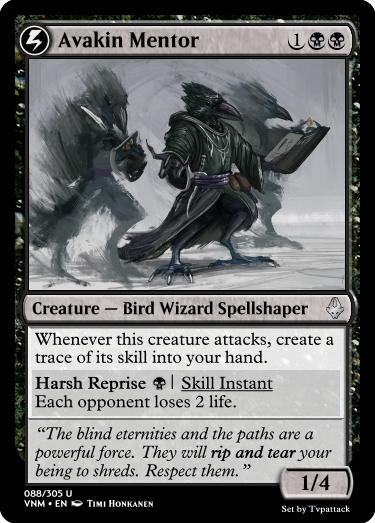 Avakin Mentor 1
Creature — Bird Wizard Spellshaper
Whenever this creature attacks, create a
trace of its skill into your hand.
Harsh Reprise | Skill Instant
Each opponent loses 2 life.
"The blind eternities and the paths are a
powerful force. They will rip and tear your
being to shreds. Respect them."
1/4
088/305 U
VNM • EN Timi Honkanen
Set by Tvpattack